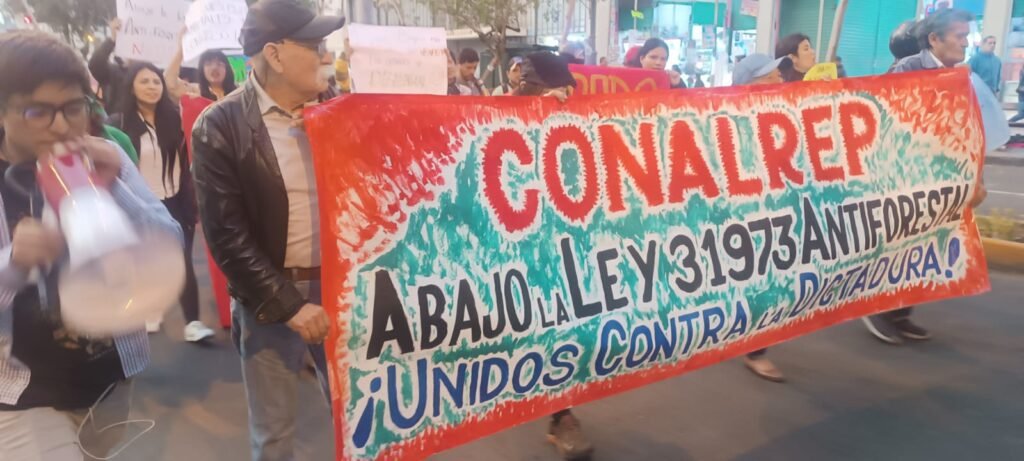 CONALREP
ABAJO LA LEY 31973 ANTIFORESTAL
¡UNIDOS CONTRA LA DICTADURA!